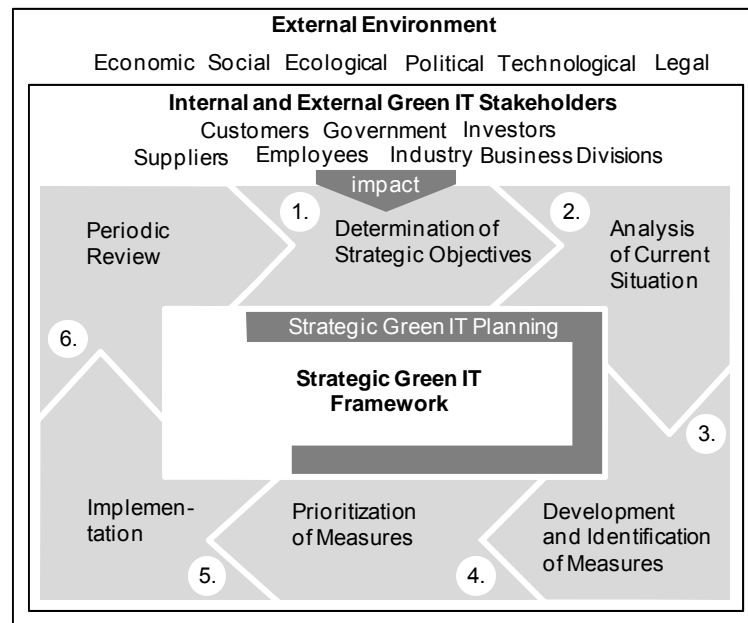 External Environment
Economic Social Ecological Political Technological Legal
Internal and External Green IT Stakeholders
Customers Government Investors
Suppliers Employees Industry Business Divisions
impact
1.
Determination of
Strategic Objectives
2.
Analysis
of Current
Situation
3.
Development
and Identification
of Measures
4.
Prioritization
of Measures
5.
Implemen-
tation
6.
Periodic
Review
Strategic Green IT Planning
Strategic Green IT
Framework